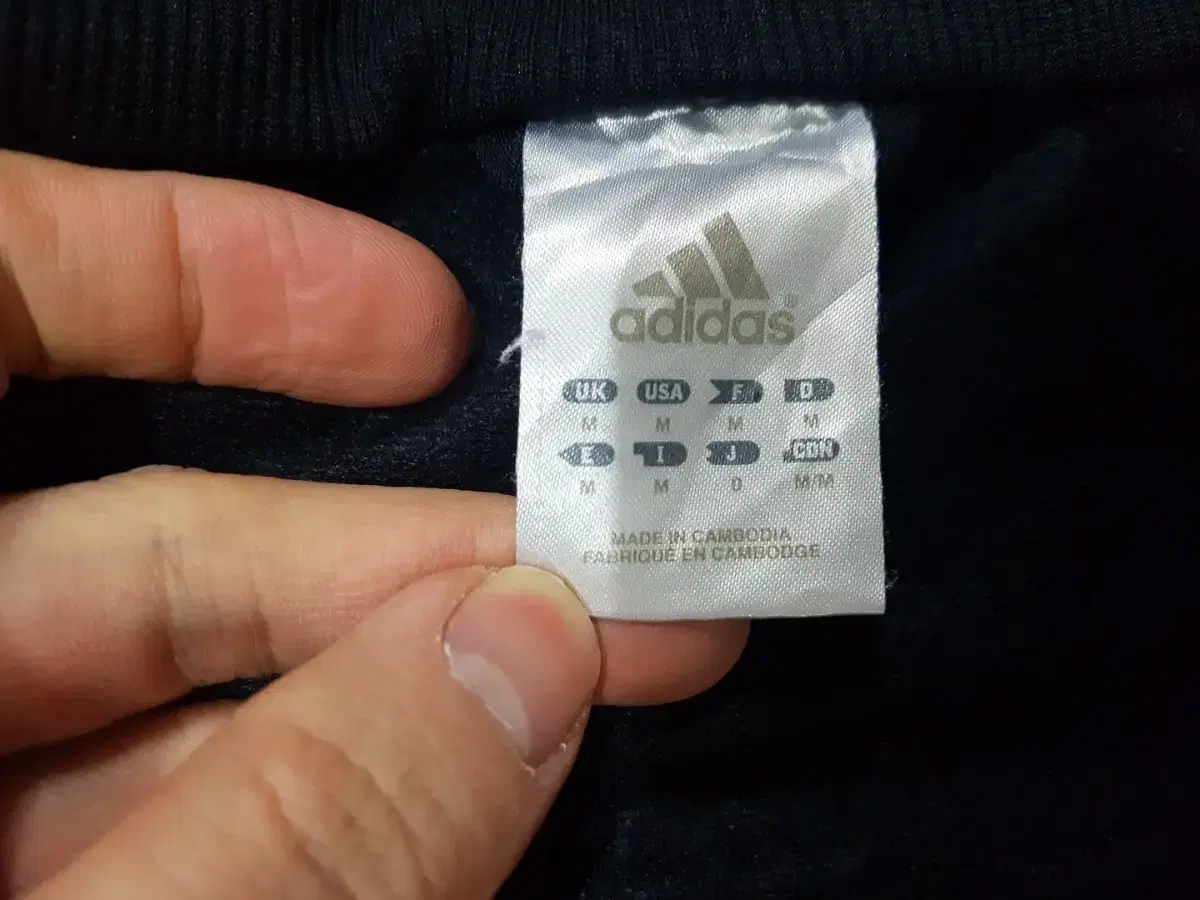 adidas®
UK USA F D
M M M M
E I J CDN
M M O M/M
MADE IN CAMBODIA
FABRIQUÉ EN CAMBODGE